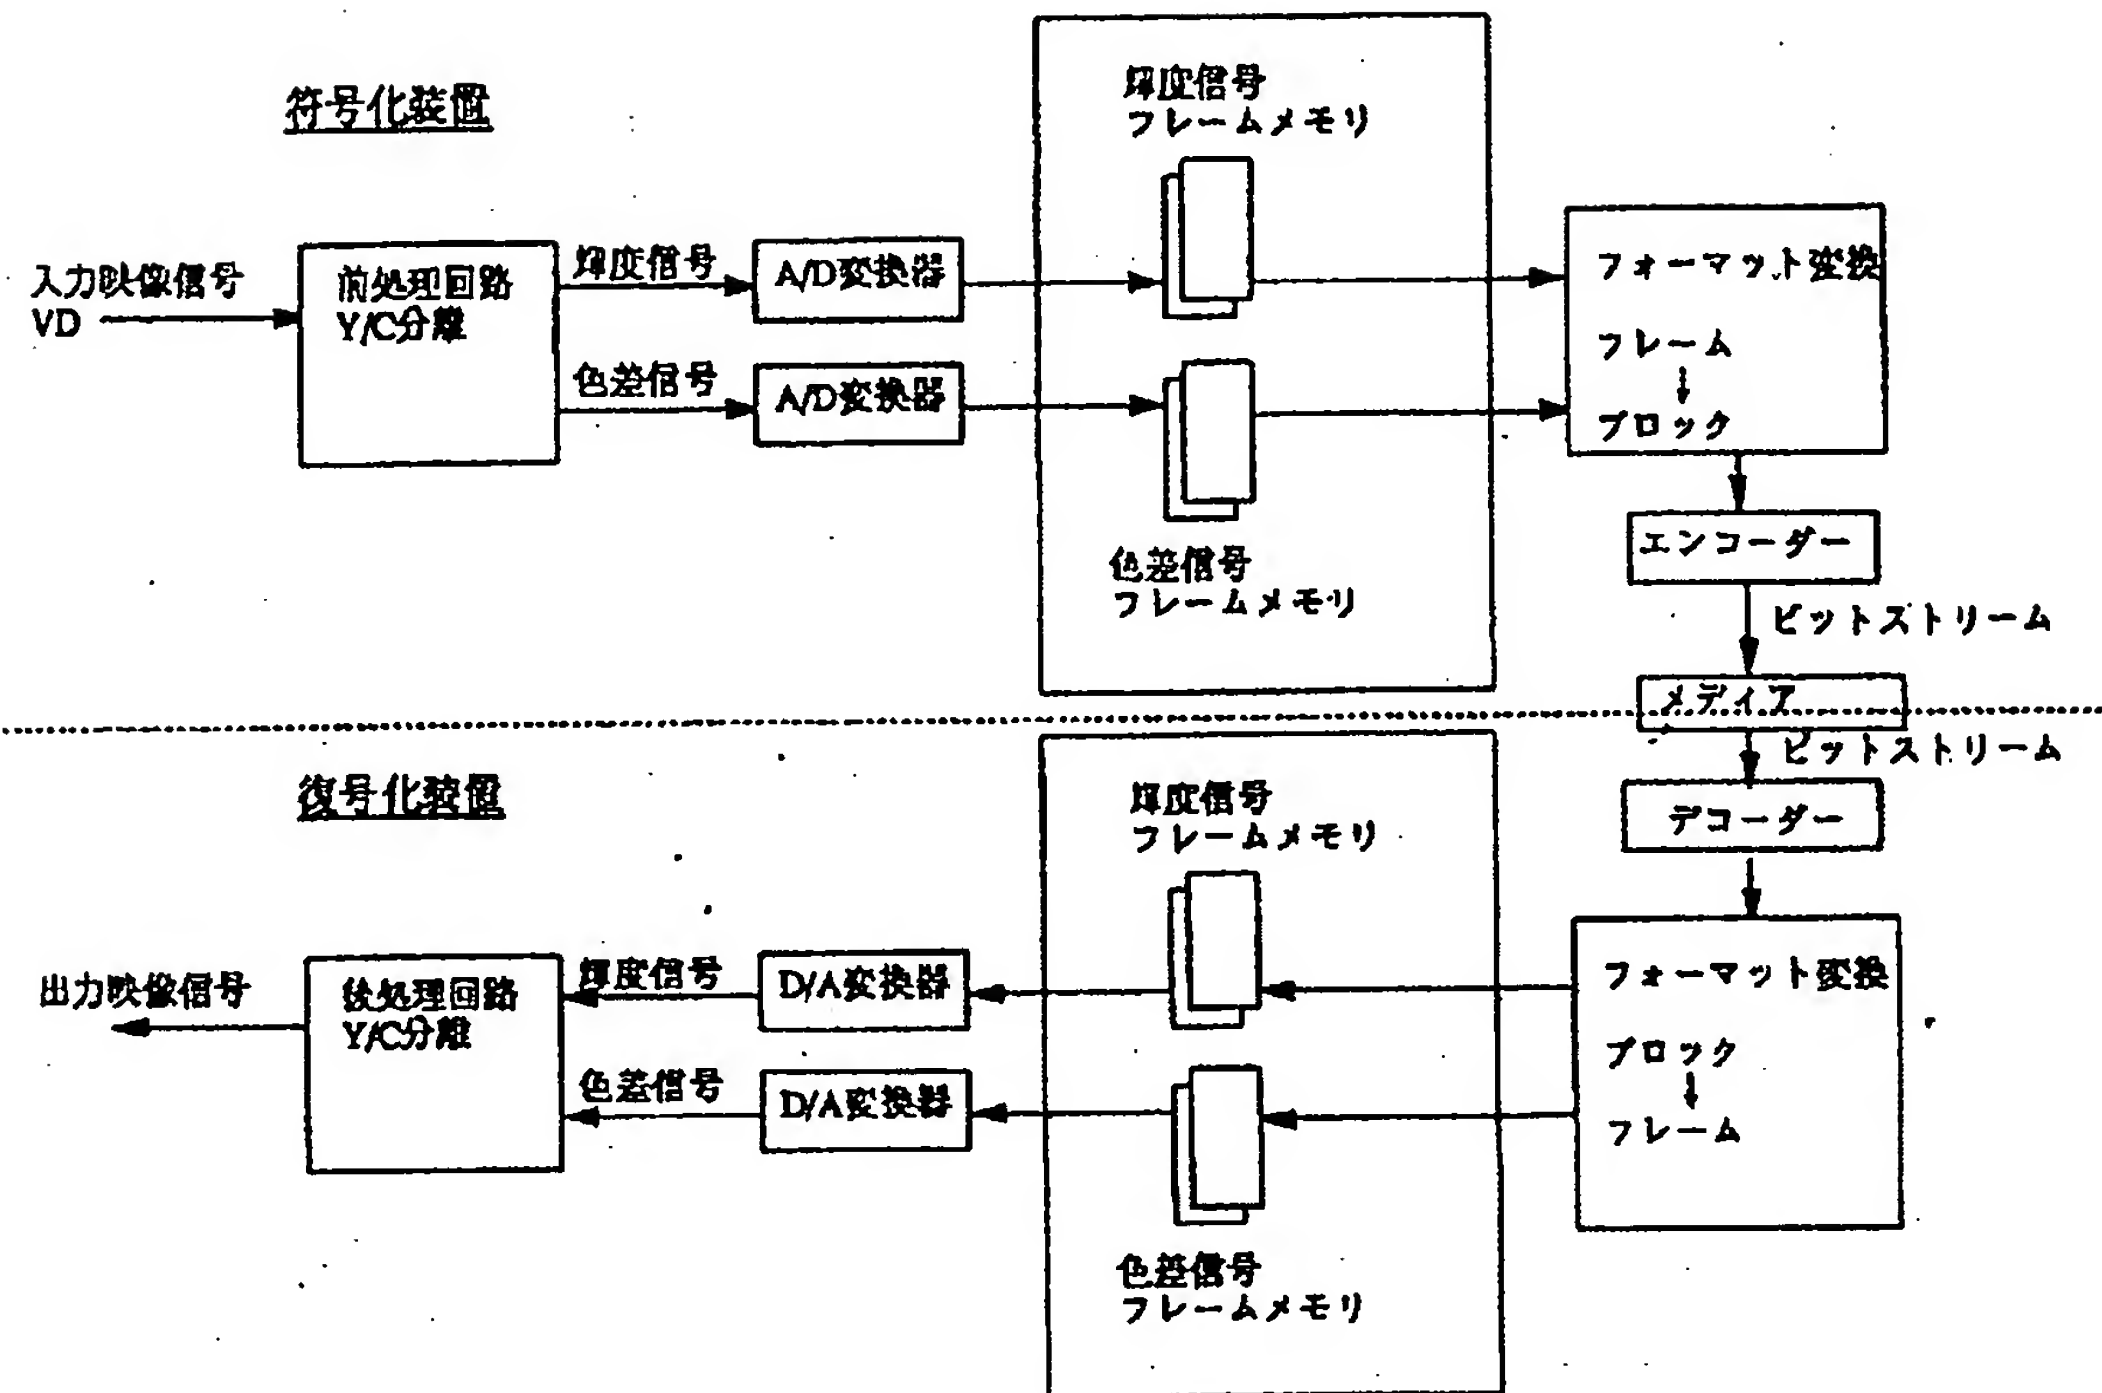 符号化装置
入力映像信号
VD
前処理回路
Y/C分離
輝度信号
色差信号
A/D変換器
A/D変換器
輝度信号
フレームメモリ
色差信号
フレームメモリ
フォーマット変換
フレーム
↓
ブロック
エンコーダー
ビットストリーム
メディア
ビットストリーム
デコーダー
復号化装置
出力映像信号
後処理回路
Y/C分離
輝度信号
色差信号
D/A変換器
D/A変換器
輝度信号
フレームメモリ
色差信号
フレームメモリ
フォーマット変換
ブロック
↓
フレーム